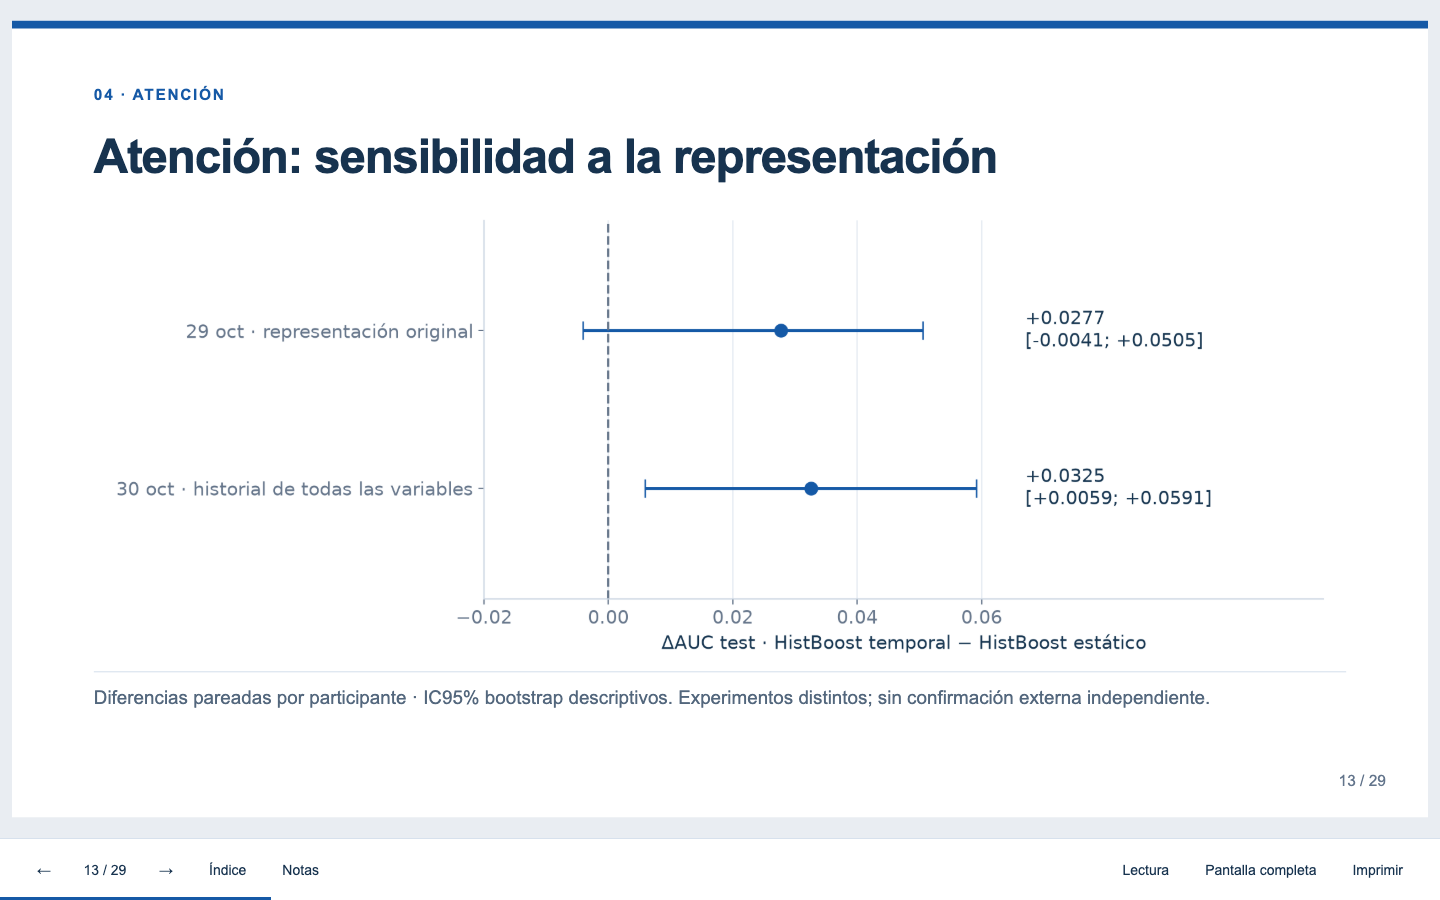 04 · ATENCIÓN
Atención: sensibilidad a la representación
29 oct · representación original
+0.0277
[-0.0041; +0.0505]
30 oct · historial de todas las variables
+0.0325
[+0.0059; +0.0591]
−0.02 0.00 0.02 0.04 0.06
ΔAUC test · HistBoost temporal − HistBoost estático
Diferencias pareadas por participante · IC95% bootstrap descriptivos. Experimentos distintos; sin confirmación externa independiente.
13 / 29
← 13 / 29 → Índice Notas Lectura Pantalla completa Imprimir